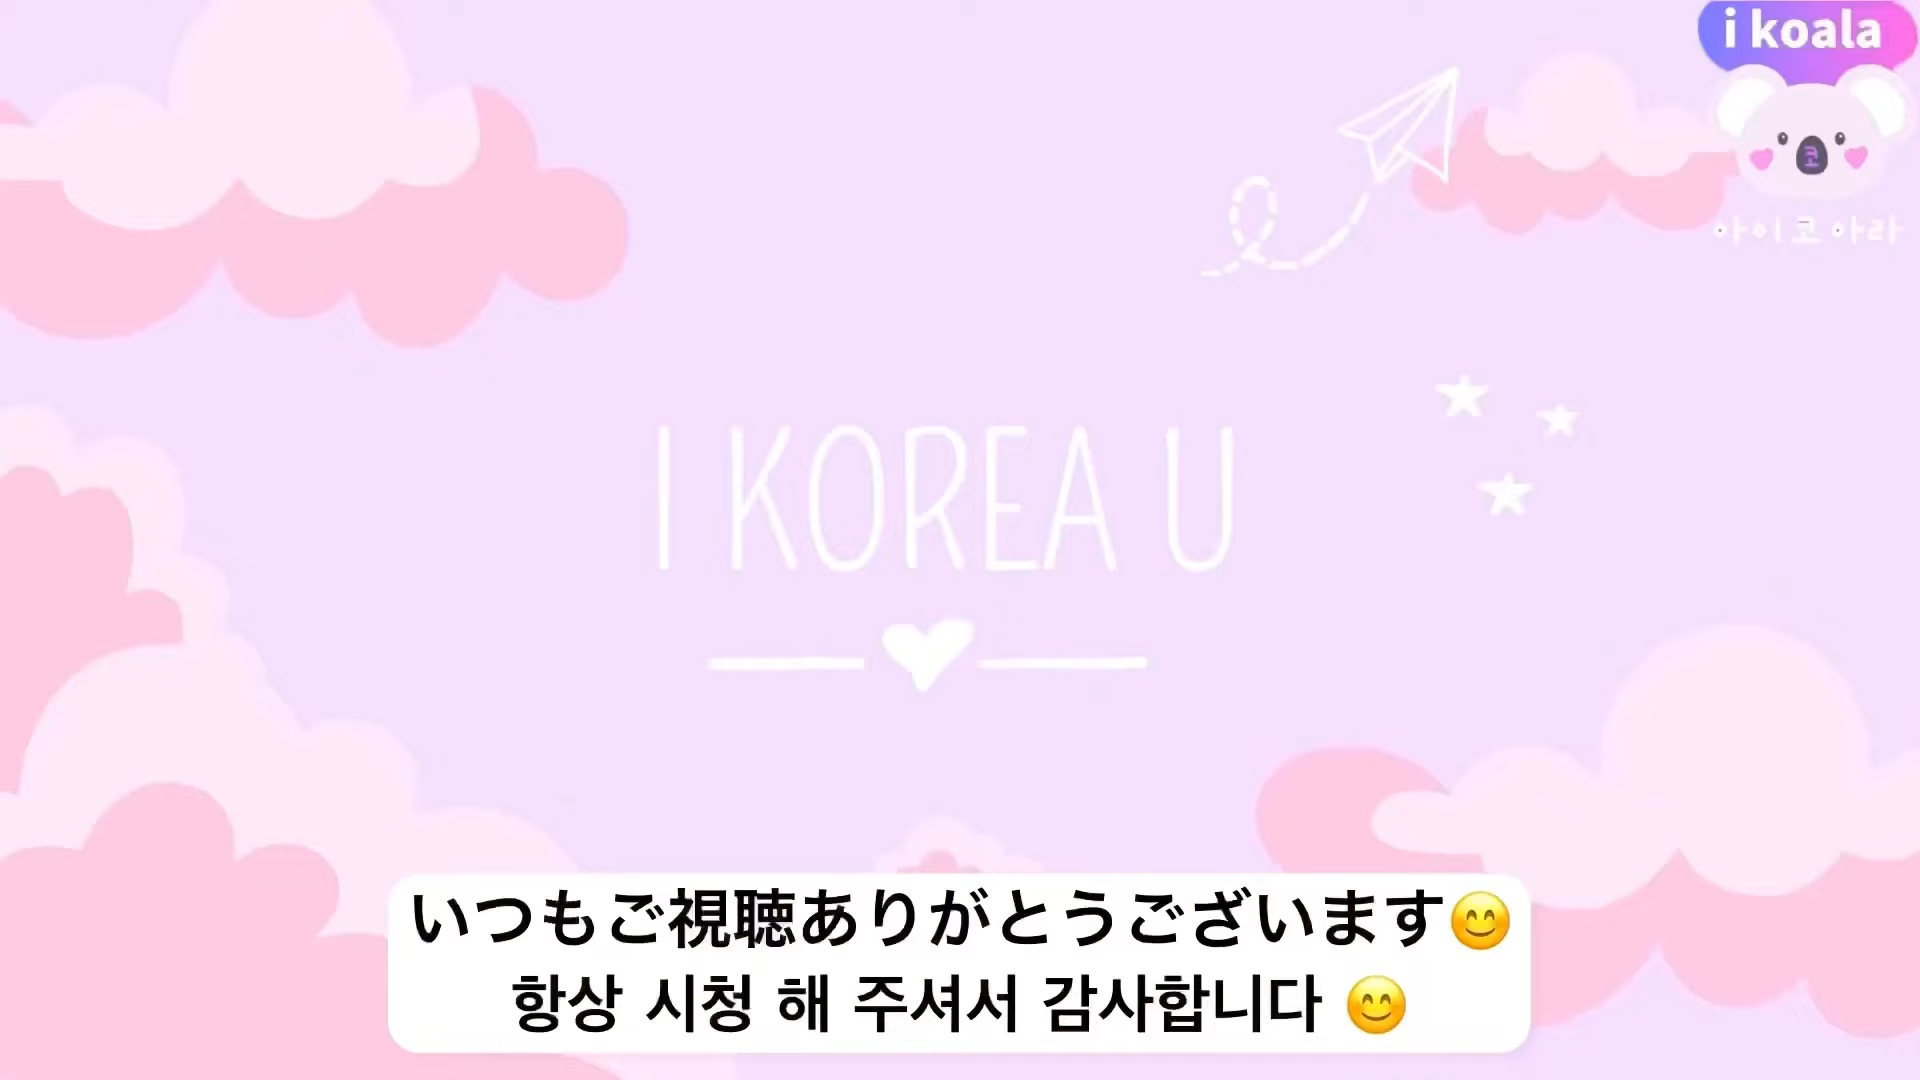 i koala
코
아이코아라
I KOREA U
いつもご視聴ありがとうございます😊
항상 시청 해 주셔서 감사합니다 😊